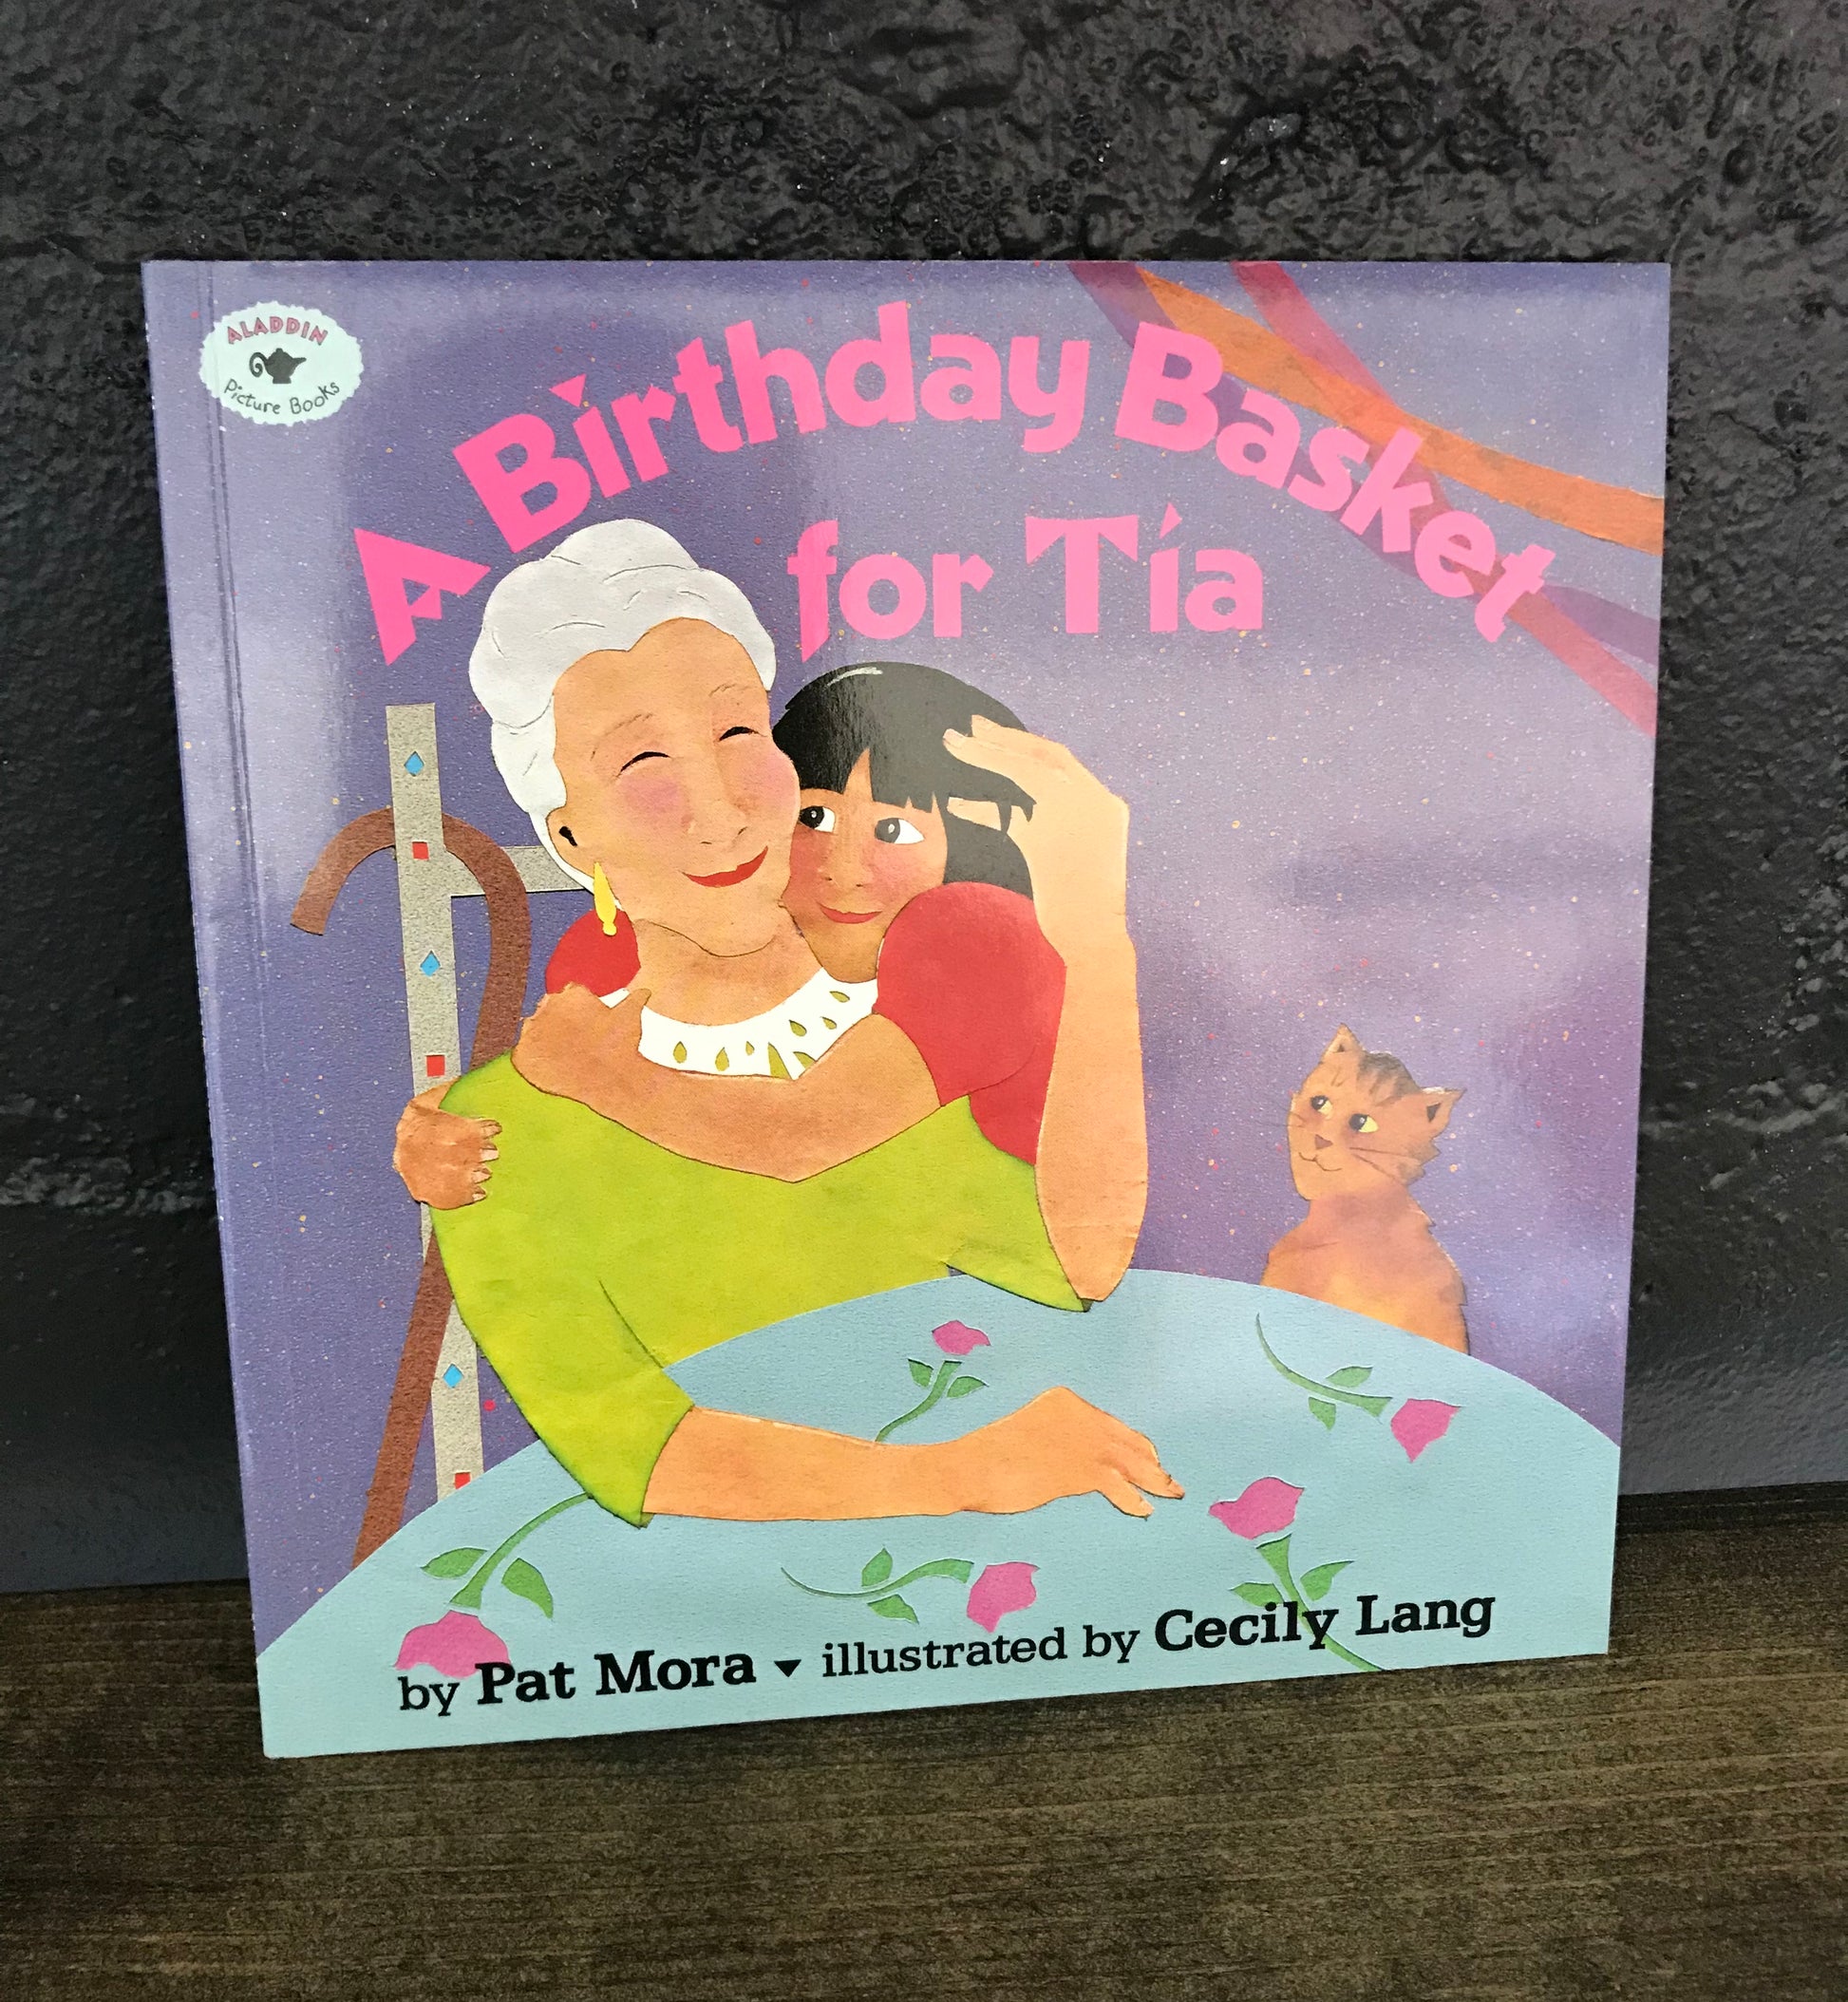 ALADDIN
Picture Books
A Birthday Basket
for Tía
by Pat Mora ▾ illustrated by Cecily Lang